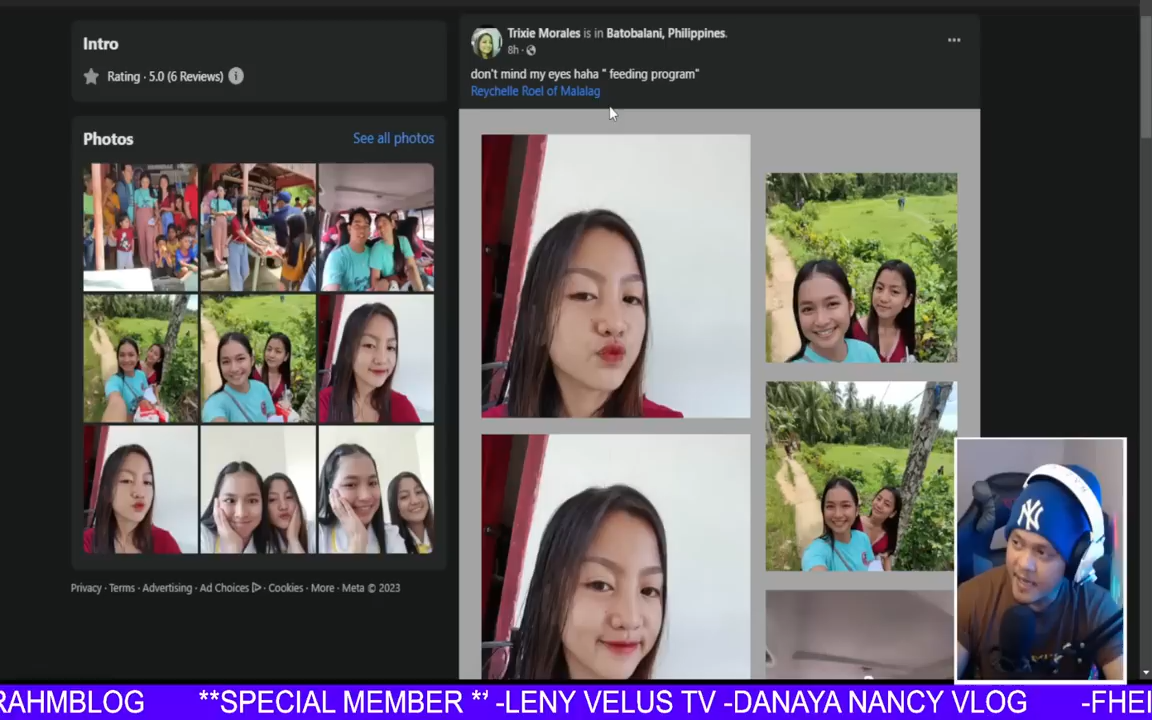 Intro
Rating · 5.0 (6 Reviews)
Photos
See all photos
Privacy · Terms · Advertising · Ad Choices · Cookies · More · Meta © 2023
Trixie Morales is in Batobalani, Philippines.
8h ·
don't mind my eyes haha " feeding program"
Reychelle Roel of Malalag
NY
RAHMBLOG **SPECIAL MEMBER ** -LENY VELUS TV -DANAYA NANCY VLOG -FHEI